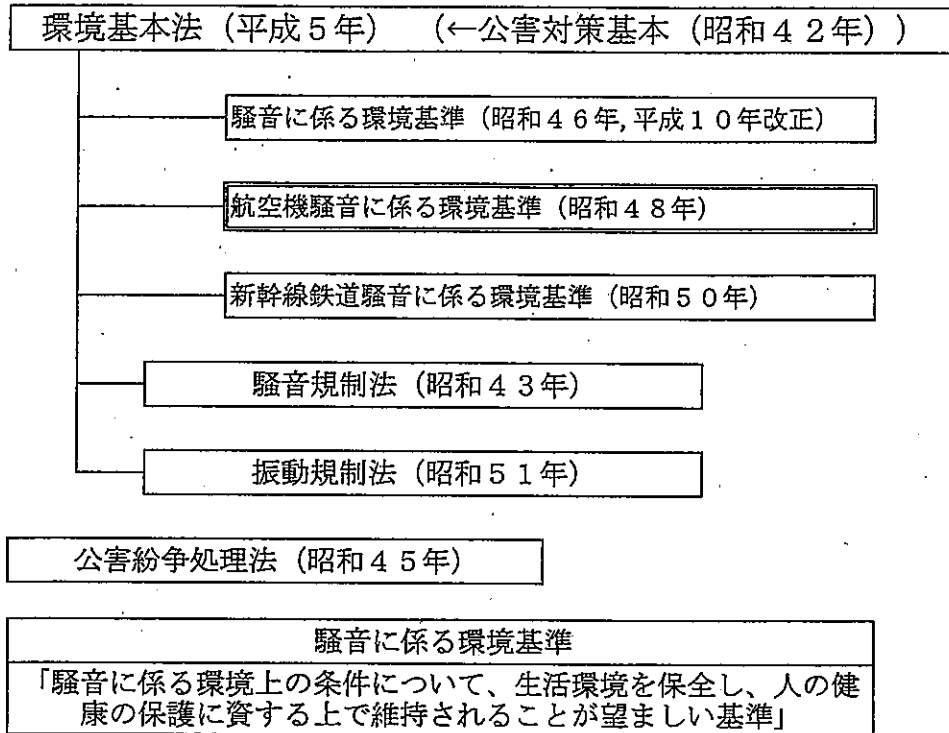 環境基本法（平成５年）　（←公害対策基本（昭和４２年））
騒音に係る環境基準（昭和４６年,平成１０年改正）
航空機騒音に係る環境基準（昭和４８年）
新幹線鉄道騒音に係る環境基準（昭和５０年）
騒音規制法（昭和４３年）
振動規制法（昭和５１年）
公害紛争処理法（昭和４５年）
騒音に係る環境基準
「騒音に係る環境上の条件について、生活環境を保全し、人の健
康の保護に資する上で維持されることが望ましい基準」